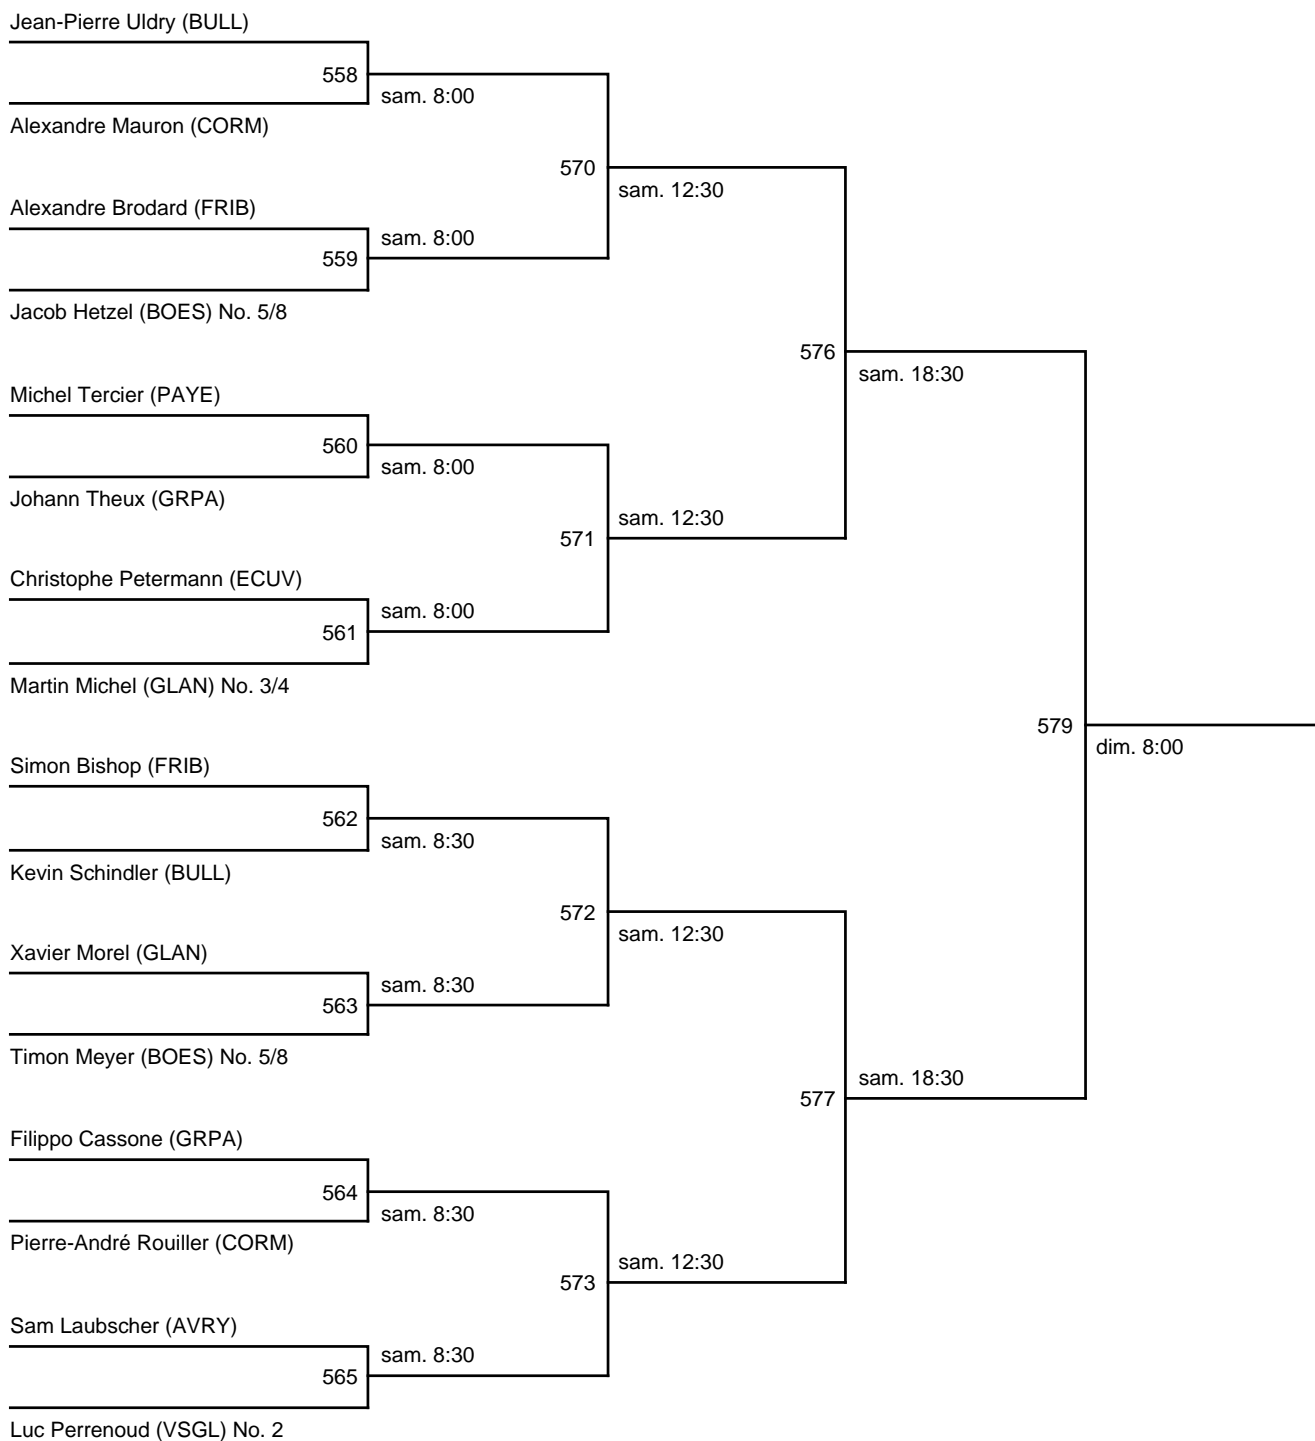 Jean-Pierre Uldry (BULL)
558
sam. 8:00
Alexandre Mauron (CORM)
570
sam. 12:30
Alexandre Brodard (FRIB)
sam. 8:00
559
Jacob Hetzel (BOES) No. 5/8
576
sam. 18:30
Michel Tercier (PAYE)
560
sam. 8:00
Johann Theux (GRPA)
sam. 12:30
571
Christophe Petermann (ECUV)
sam. 8:00
561
Martin Michel (GLAN) No. 3/4
579
dim. 8:00
Simon Bishop (FRIB)
562
sam. 8:30
Kevin Schindler (BULL)
572
sam. 12:30
Xavier Morel (GLAN)
sam. 8:30
563
Timon Meyer (BOES) No. 5/8
sam. 18:30
577
Filippo Cassone (GRPA)
564
sam. 8:30
Pierre-André Rouiller (CORM)
sam. 12:30
573
Sam Laubscher (AVRY)
sam. 8:30
565
Luc Perrenoud (VSGL) No. 2